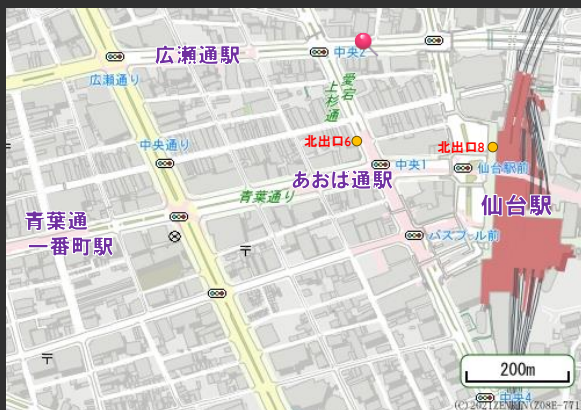 広瀬通駅
中央2
広瀬通り
愛宕
上杉通
中央通り
北出口6
北出口8
中央1
仙台駅前
あおば通駅
青葉通り
仙台駅
青葉通
一番町駅
バスプール前
200m
中央4
(C)2021ZENRIN(Z08E-771